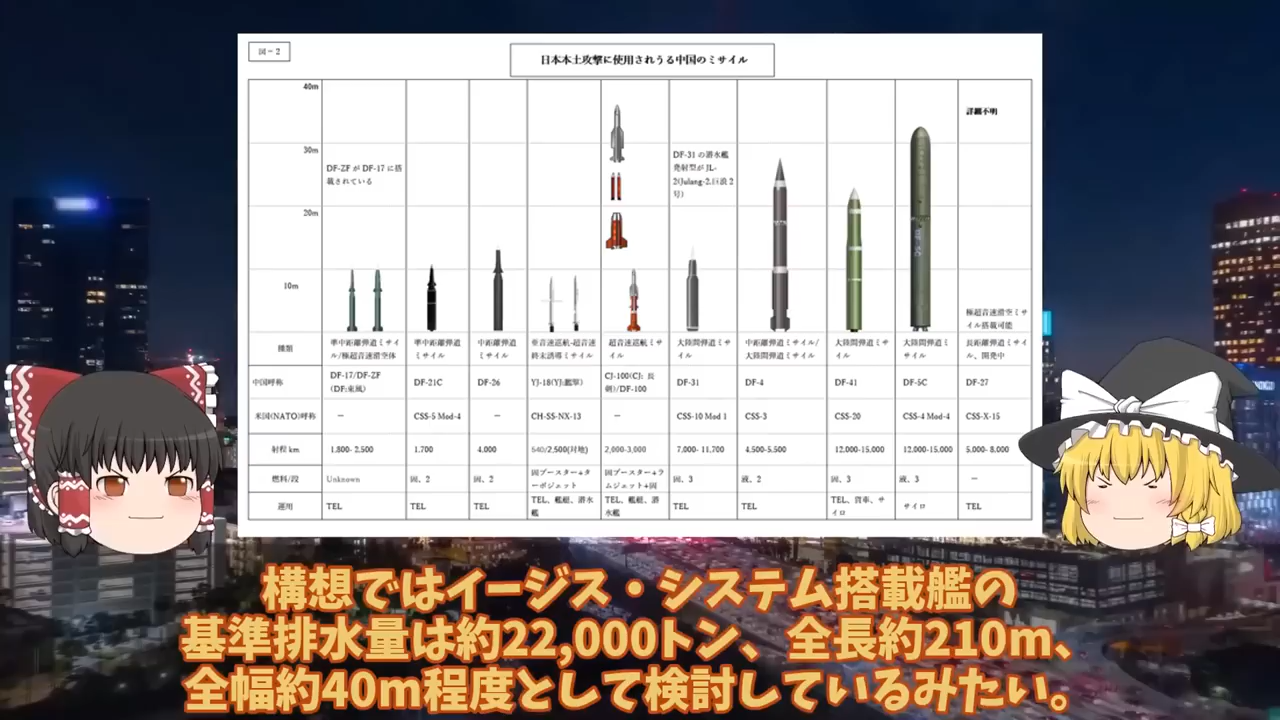 図-2
日本本土攻撃に使用されうる中国のミサイル
40m
30m
20m
10m
DF-ZF が DF-17 に搭
載されている
DF-31 の潜水艦
発射型が JL-
2(Julang-2.巨浪 2
号)
詳細不明
極超音速滑空ミサ
イル搭載可能
種類
準中距離弾道ミサイ
ル/極超音速滑空体
準中距離弾道
ミサイル
中距離弾道
ミサイル
亜音速巡航-超音速
終末誘導ミサイル
超音速巡航ミサ
イル
大陸間弾道ミサ
イル
中距離弾道ミサイル/
大陸間弾道ミサイル
大陸間弾道ミサ
イル
大陸間弾道ミ
サイル
長距離弾道ミサイ
ル、開発中
中国呼称
DF-17/DF-ZF
(DF:東風)
DF-21C
DF-26
YJ-18(YJ:鷹撃)
CJ-100(CJ: 長
剣)/DF-100
DF-31
DF-4
DF-41
DF-5C
DF-27
米国(NATO)呼称
－
CSS-5 Mod-4
－
CH-SS-NX-13
－
CSS-10 Mod 1
CSS-3
CSS-20
CSS-4 Mod-4
CSS-X-15
射程 km
1,800- 2,500
1.700
4.000
540/2,500(対地)
2,000-3,000
7.000- 11,700
4.500-5.500
12.000-15.000
12.000-15.000
5.000- 8.000
燃料/段
Unknown
固、2
固、2
固ブースター+タ
ーボジェット
固ブースター+ラ
ムジェット+固
固、3
液、2
固、3
液、3
－
運用
TEL
TEL
TEL
TEL、艦艇、潜水
艦
TEL、艦艇、潜
水艦
TEL
TEL
TEL、貨車、サ
イロ
サイロ
TEL
構想ではイージス・システム搭載艦の
基準排水量は約22,000トン、全長約210m、
全幅約40m程度として検討しているみたい。